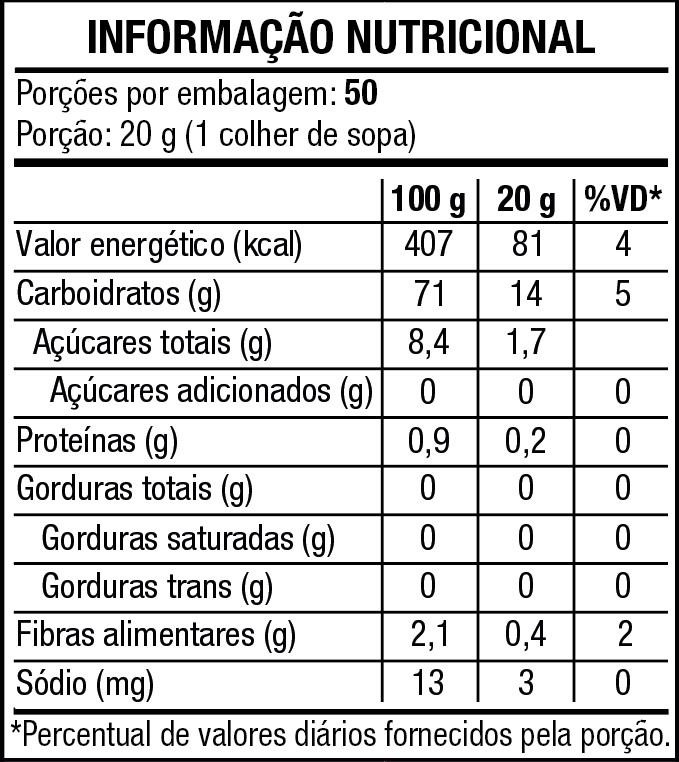 INFORMAÇÃO NUTRICIONAL
Porções por embalagem: 50
Porção: 20 g (1 colher de sopa)
100 g 20 g %VD*
Valor energético (kcal) 407 81 4
Carboidratos (g) 71 14 5
Açúcares totais (g) 8,4 1,7
Açúcares adicionados (g) 0 0 0
Proteínas (g) 0,9 0,2 0
Gorduras totais (g) 0 0 0
Gorduras saturadas (g) 0 0 0
Gorduras trans (g) 0 0 0
Fibras alimentares (g) 2,1 0,4 2
Sódio (mg) 13 3 0
*Percentual de valores diários fornecidos pela porção.